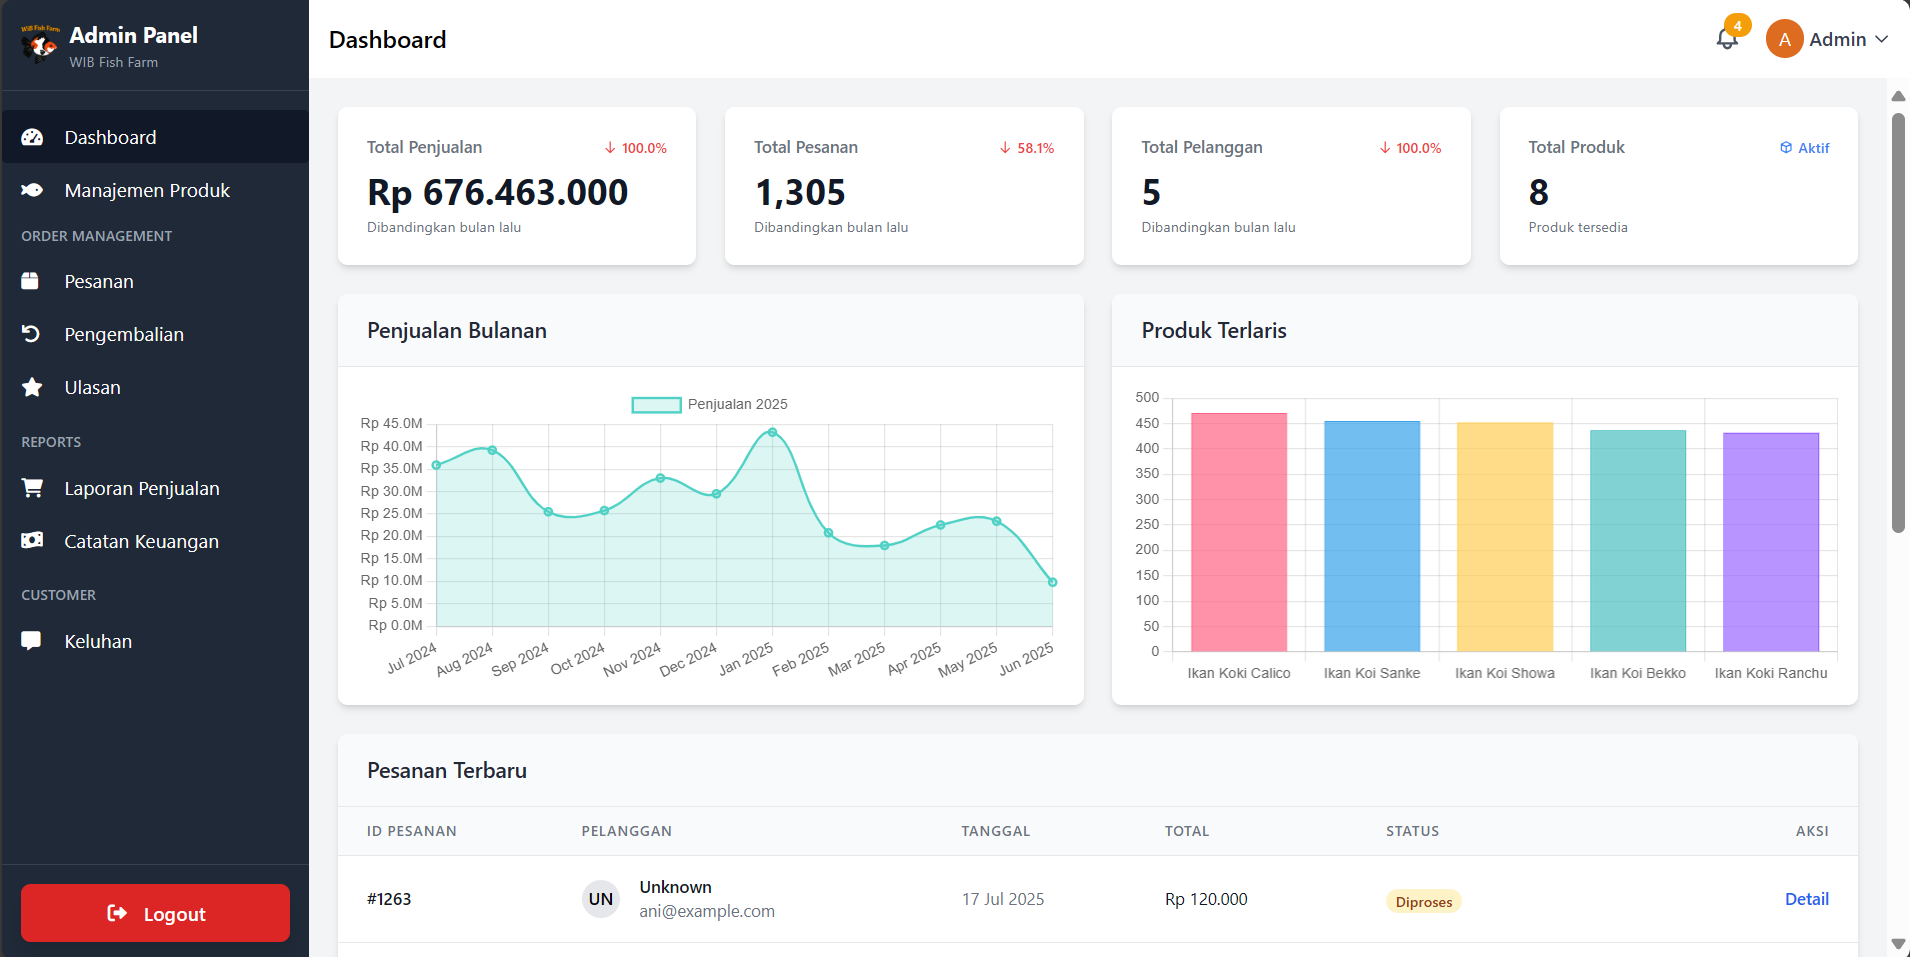 WIB Fish Farm
Admin Panel
WIB Fish Farm
Dashboard
Manajemen Produk
ORDER MANAGEMENT
Pesanan
Pengembalian
Ulasan
REPORTS
Laporan Penjualan
Catatan Keuangan
CUSTOMER
Keluhan
Logout
Dashboard
4
A Admin
Total Penjualan 100.0%
Rp 676.463.000
Dibandingkan bulan lalu
Total Pesanan 58.1%
1,305
Dibandingkan bulan lalu
Total Pelanggan 100.0%
5
Dibandingkan bulan lalu
Total Produk Aktif
8
Produk tersedia
Penjualan Bulanan
Penjualan 2025
Rp 45.0M
Rp 40.0M
Rp 35.0M
Rp 30.0M
Rp 25.0M
Rp 20.0M
Rp 15.0M
Rp 10.0M
Rp 5.0M
Rp 0.0M
Jul 2024 Aug 2024 Sep 2024 Oct 2024 Nov 2024 Dec 2024 Jan 2025 Feb 2025 Mar 2025 Apr 2025 May 2025 Jun 2025
Produk Terlaris
500
450
400
350
300
250
200
150
100
50
0
Ikan Koki Calico Ikan Koi Sanke Ikan Koi Showa Ikan Koi Bekko Ikan Koki Ranchu
Pesanan Terbaru
ID PESANAN PELANGGAN TANGGAL TOTAL STATUS AKSI
#1263 UN Unknown 17 Jul 2025 Rp 120.000 Diproses Detail
ani@example.com